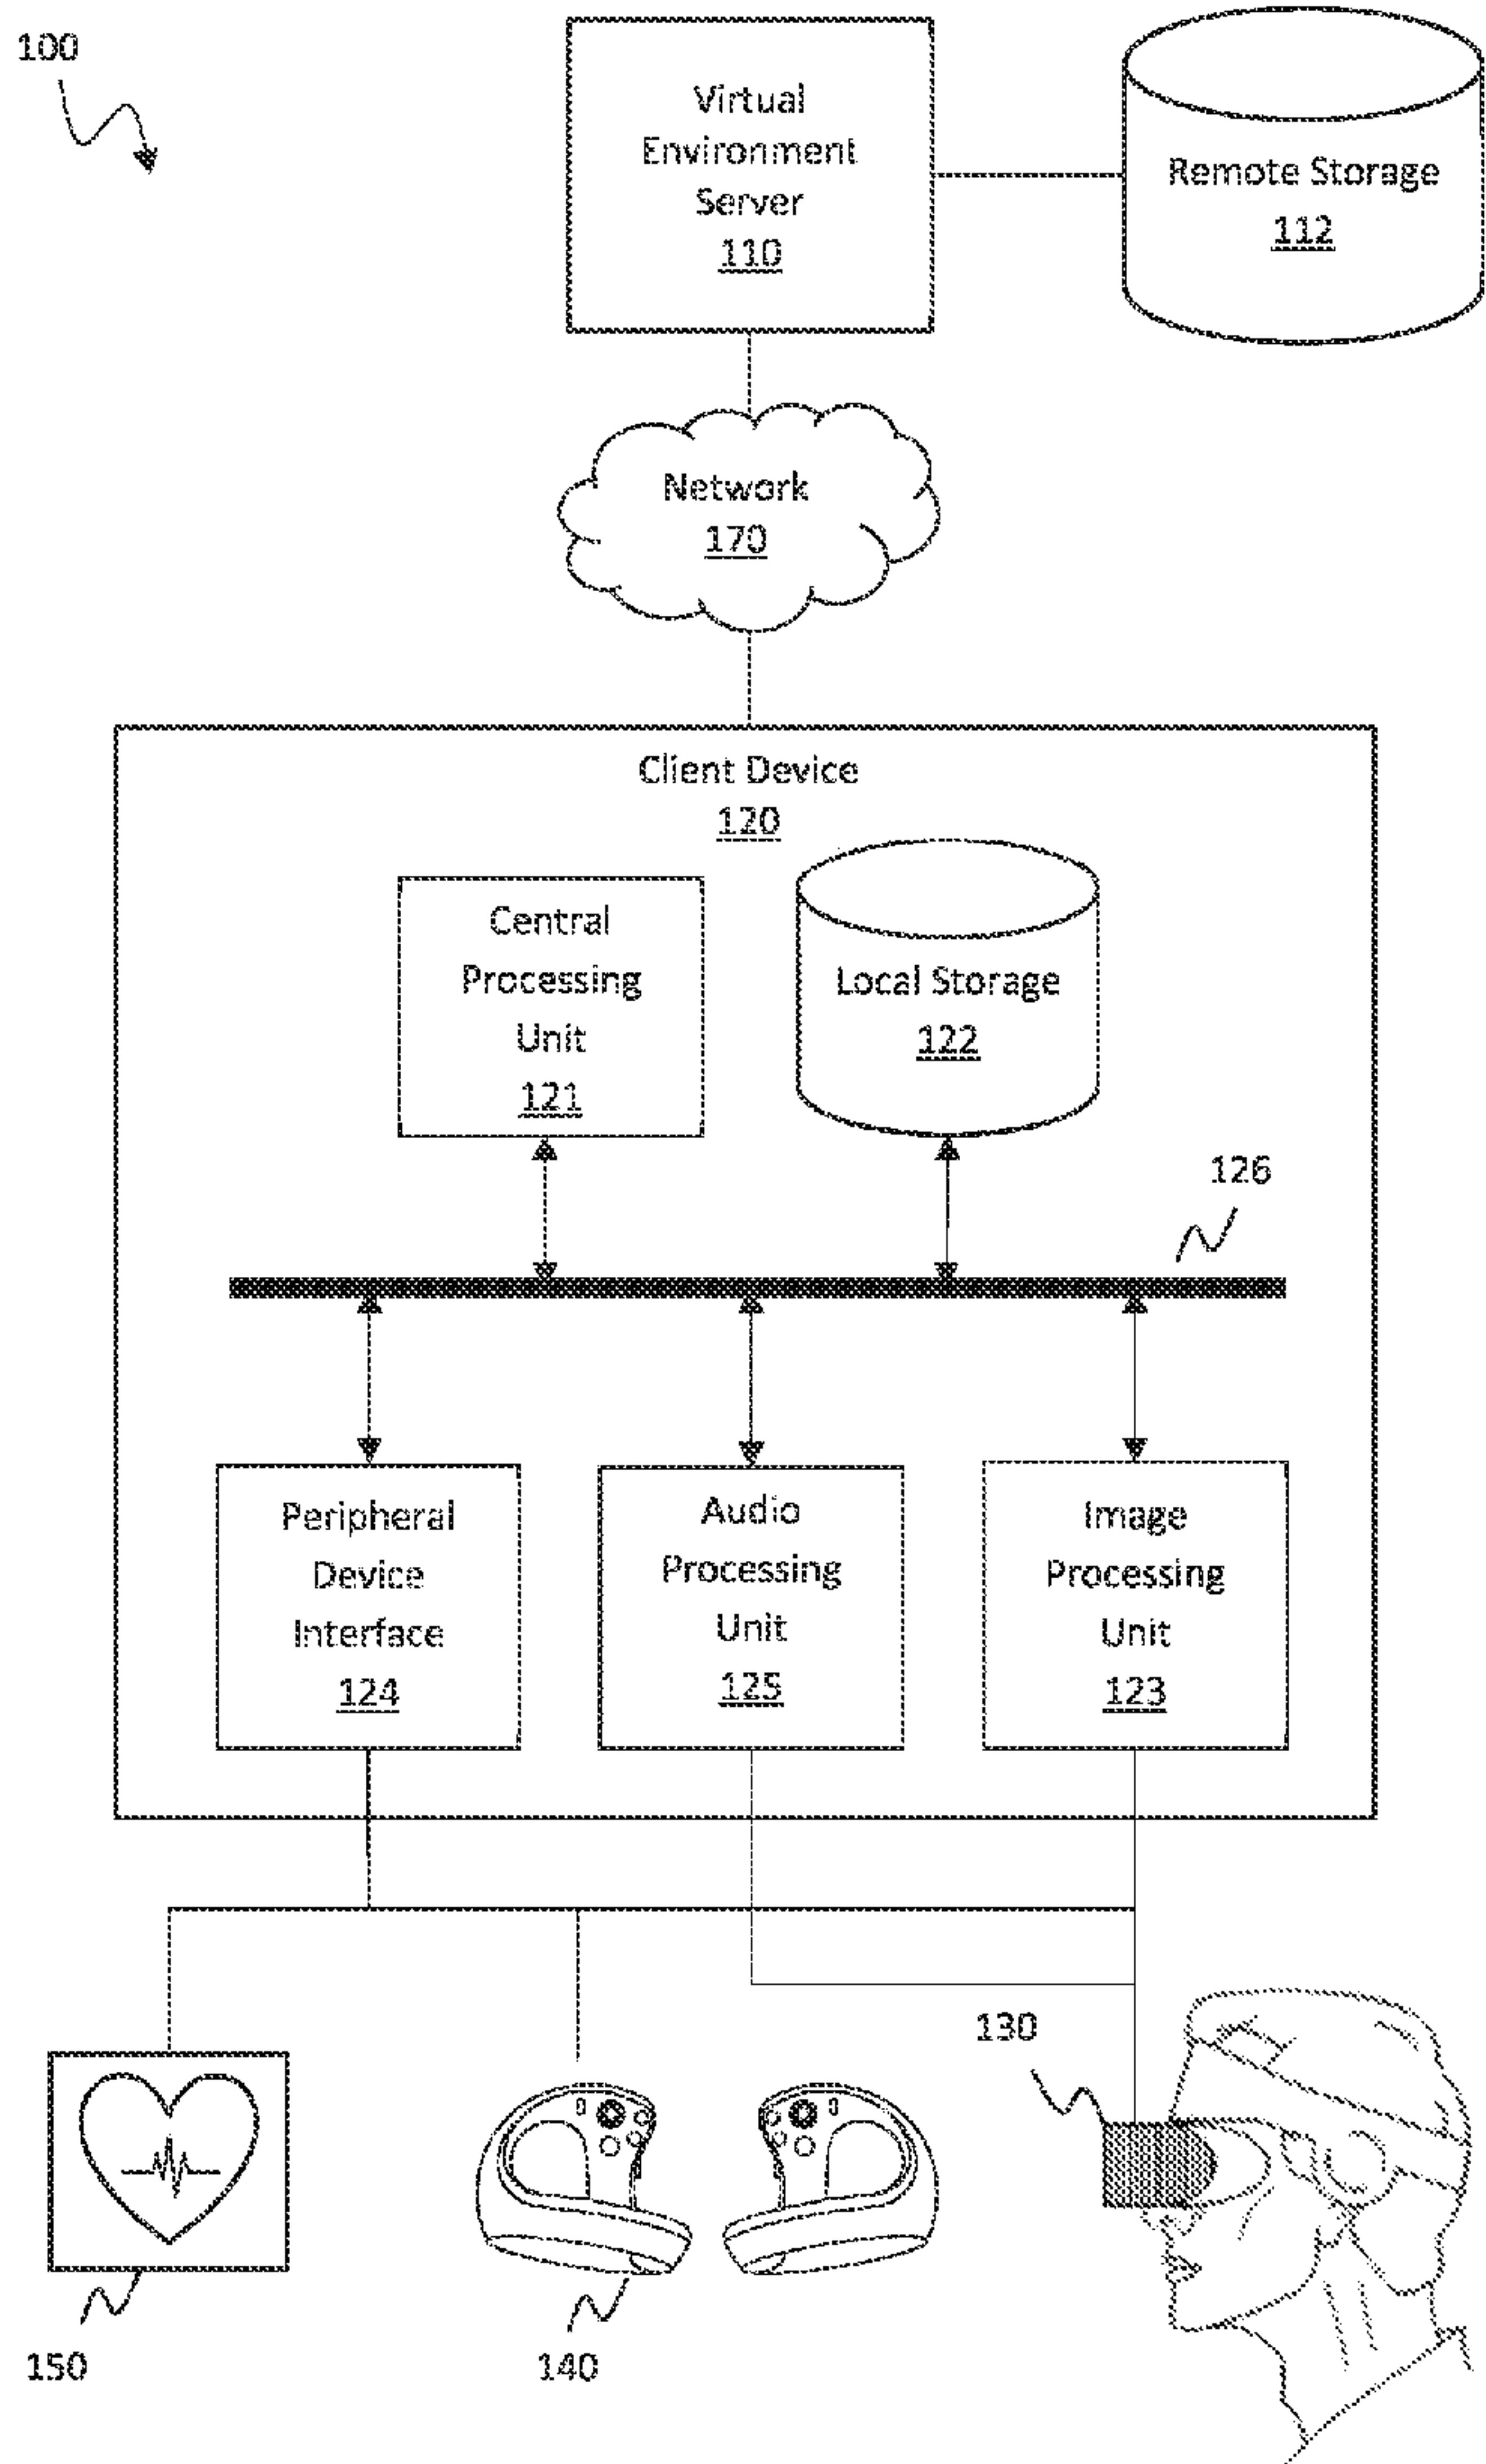 100
Virtual
Environment
Server
110
Remote Storage
112
Network
170
Client Device
120
Central
Processing
Unit
121
Local Storage
122
126
Peripheral
Device
Interface
124
Audio
Processing
Unit
125
Image
Processing
Unit
123
130
150
140